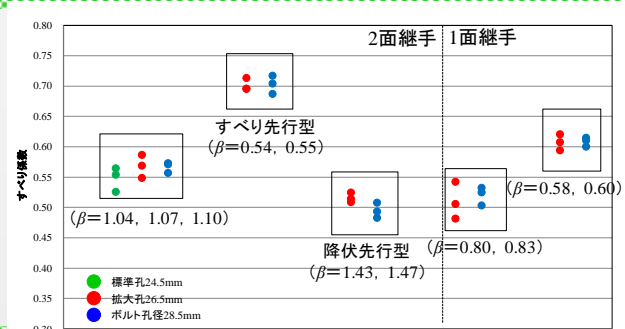 0.80
0.70
0.60
0.50
0.40
0.30
すべり係数
2面継手
1面継手
すべり先行型
(β=0.54, 0.55)
(β=1.04, 1.07, 1.10)
降伏先行型
(β=1.43, 1.47)
(β=0.80, 0.83)
(β=0.58, 0.60)
0.75
0.65
0.55
0.45
0.35
標準孔24.5mm
拡大孔26.5mm
ボルト孔径28.5mm